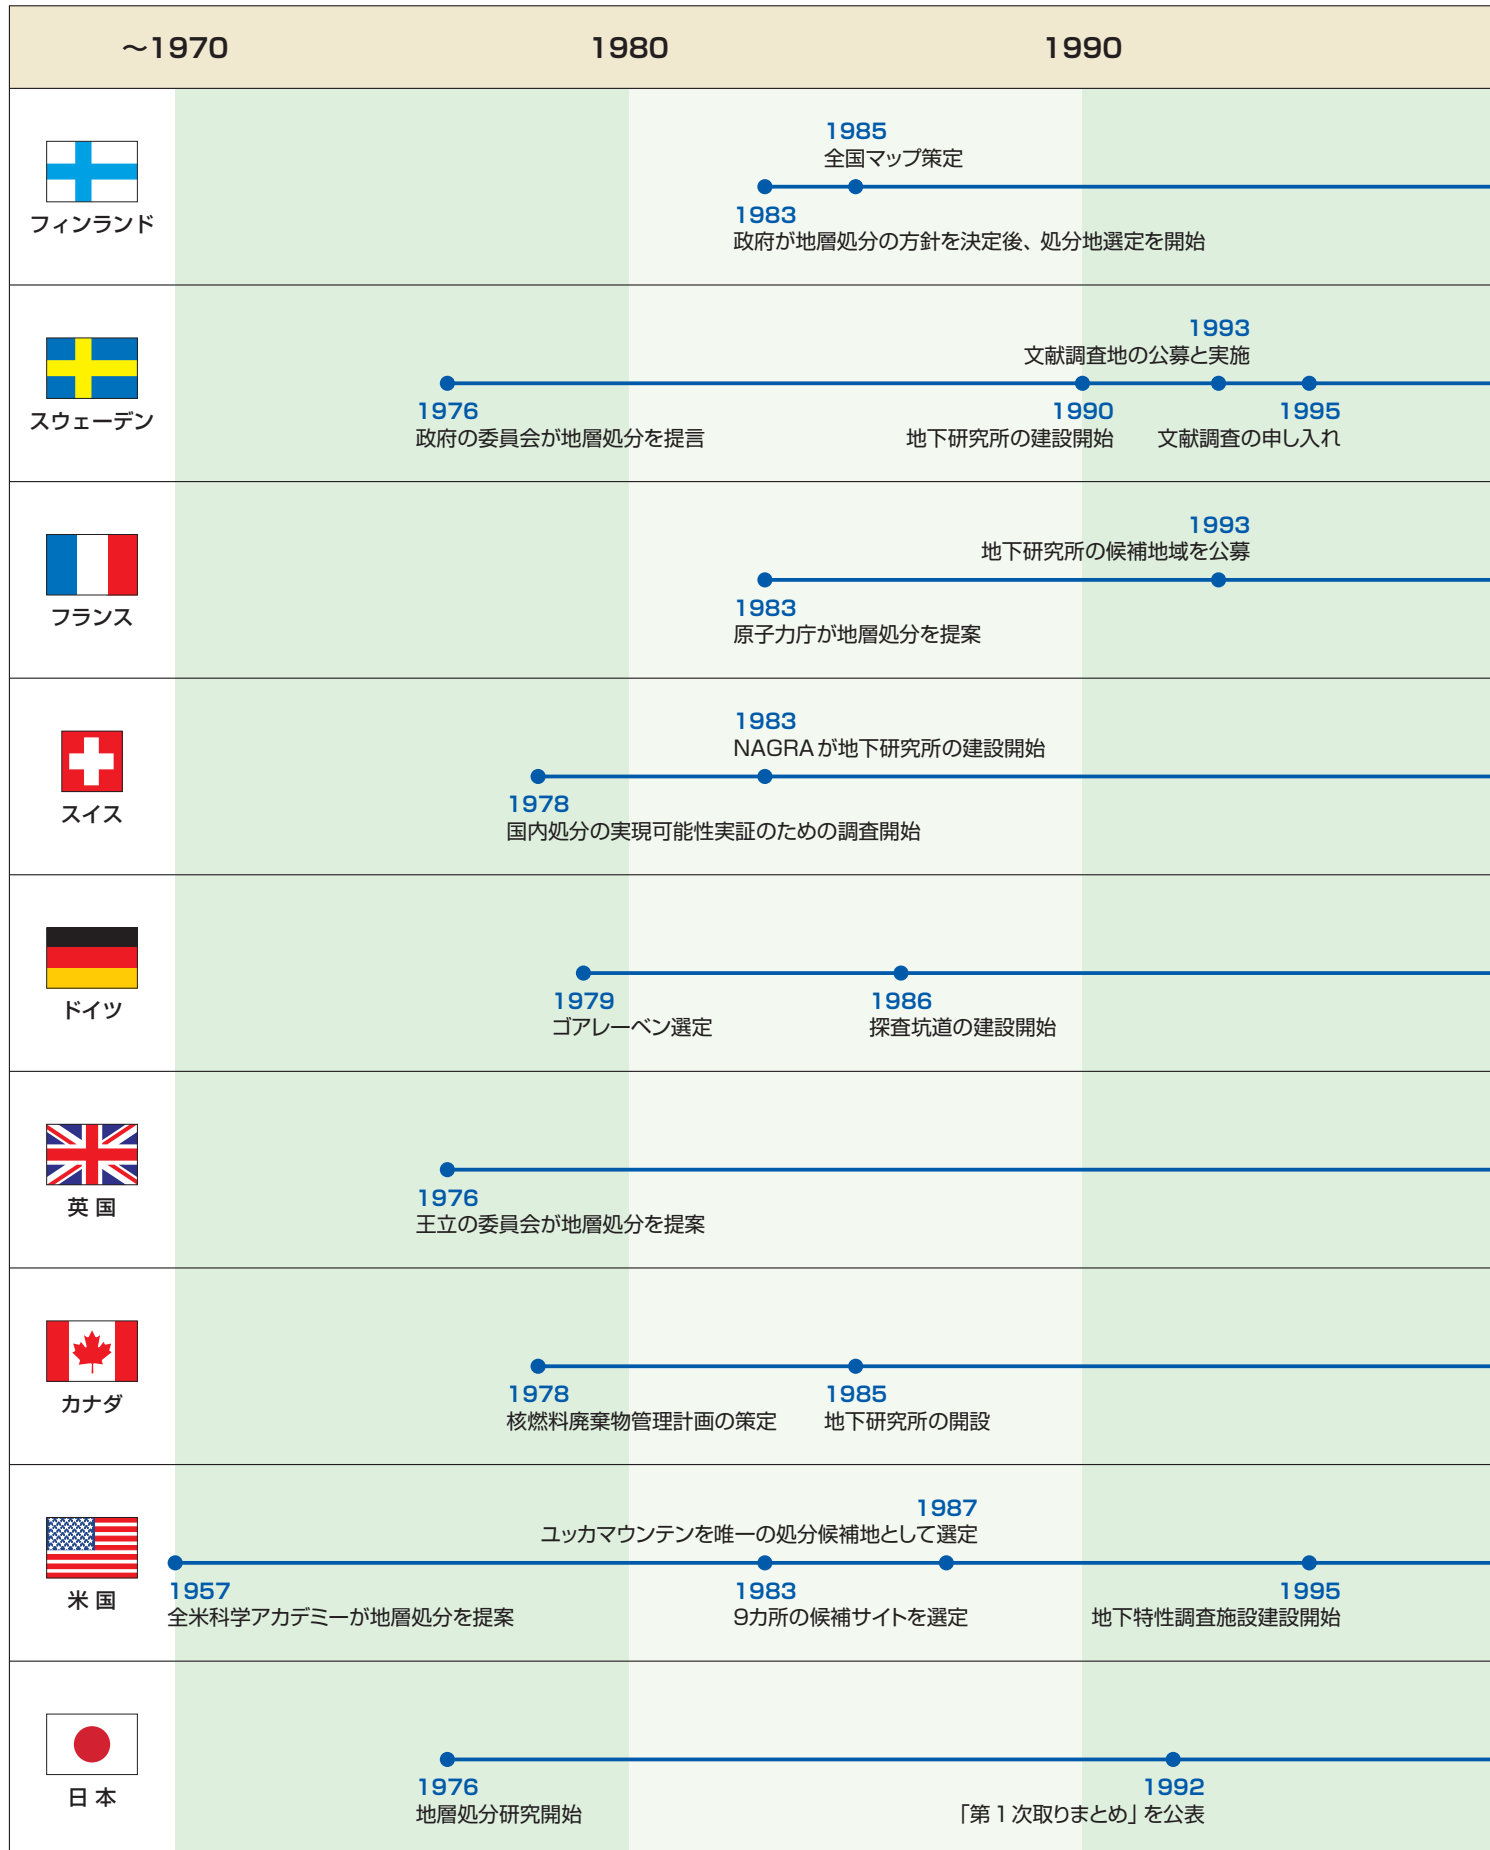 ～1970
1980
1990
フィンランド
1985
全国マップ策定
1983
政府が地層処分の方針を決定後、処分地選定を開始
スウェーデン
1993
文献調査地の公募と実施
1976
政府の委員会が地層処分を提言
1990
地下研究所の建設開始
1995
文献調査の申し入れ
フランス
1993
地下研究所の候補地域を公募
1983
原子力庁が地層処分を提案
スイス
1983
NAGRAが地下研究所の建設開始
1978
国内処分の実現可能性実証のための調査開始
ドイツ
1979
ゴアレーベン選定
1986
探査坑道の建設開始
英国
1976
王立の委員会が地層処分を提案
カナダ
1978
核燃料廃棄物管理計画の策定
1985
地下研究所の開設
米国
1987
ユッカマウンテンを唯一の処分候補地として選定
1957
全米科学アカデミーが地層処分を提案
1983
9カ所の候補サイトを選定
1995
地下特性調査施設建設開始
日本
1976
地層処分研究開始
1992
「第1次取りまとめ」を公表